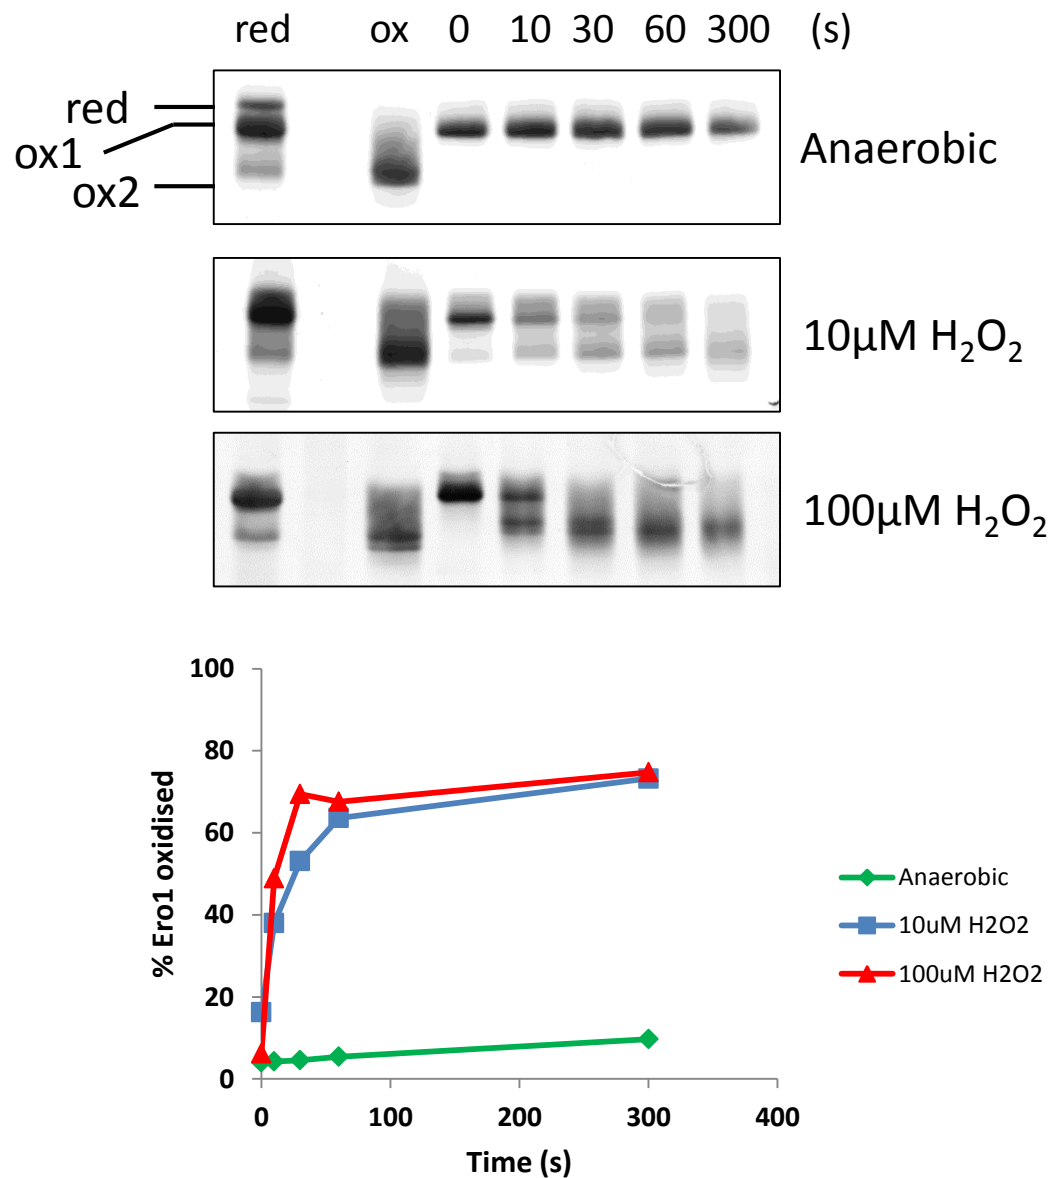 red ox 0 10 30 60 300 (s)
red
ox1
ox2
Anaerobic
10µM H₂O₂
100µM H₂O₂
100
80
60
40
20
0
% Ero1 oxidised
0 100 200 300 400
Time (s)
Anaerobic
10uM H2O2
100uM H2O2